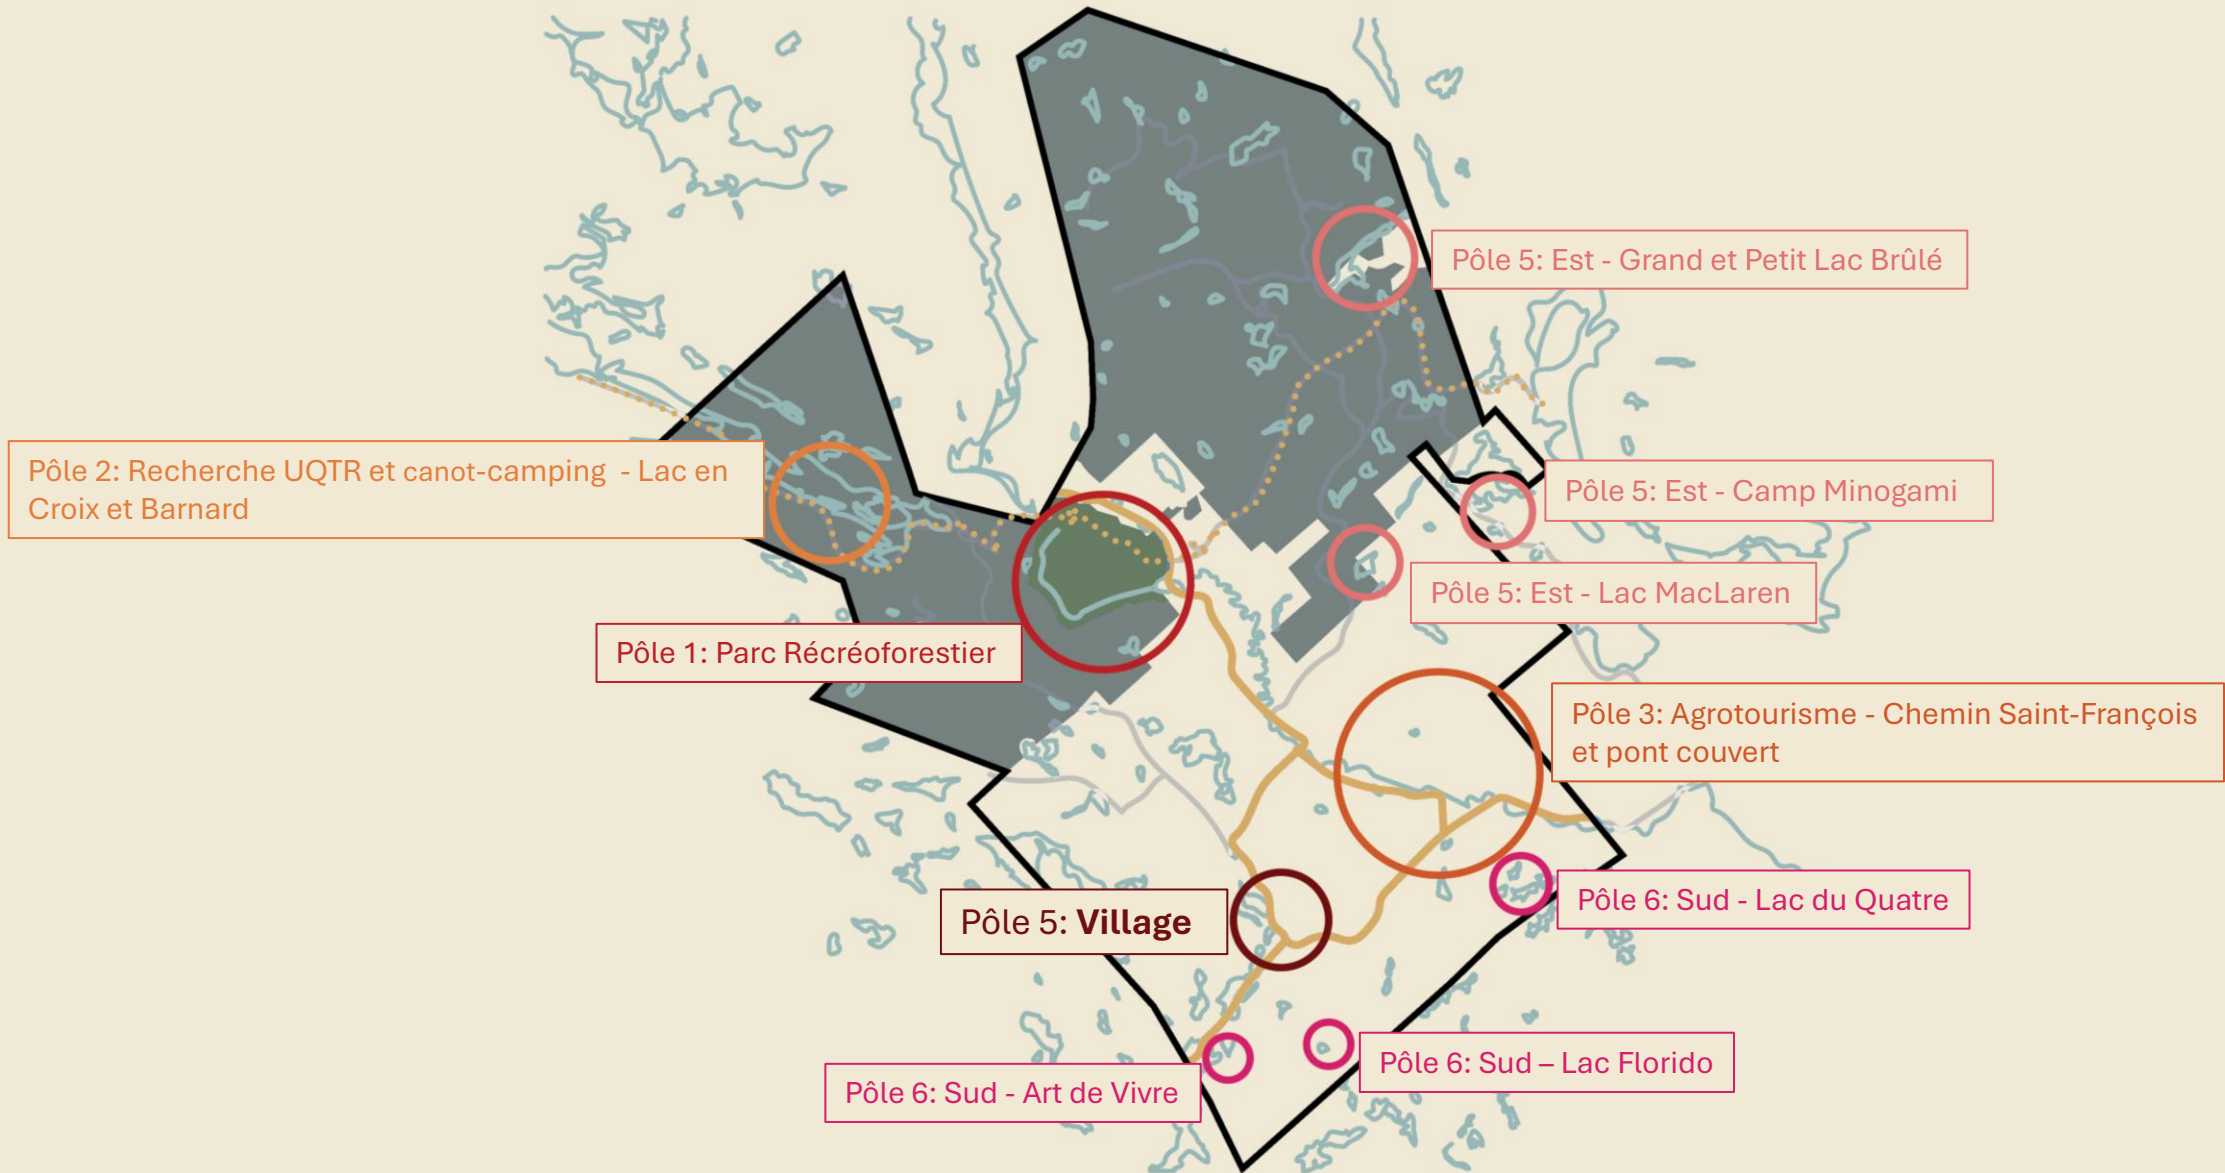 Pôle 5: Est - Grand et Petit Lac Brûlé
Pôle 2: Recherche UQTR et canot-camping - Lac en
Croix et Barnard
Pôle 5: Est - Camp Minogami
Pôle 5: Est - Lac MacLaren
Pôle 1: Parc Récréoforestier
Pôle 3: Agrotourisme - Chemin Saint-François
et pont couvert
Pôle 6: Sud - Lac du Quatre
Pôle 5: Village
Pôle 6: Sud – Lac Florido
Pôle 6: Sud - Art de Vivre